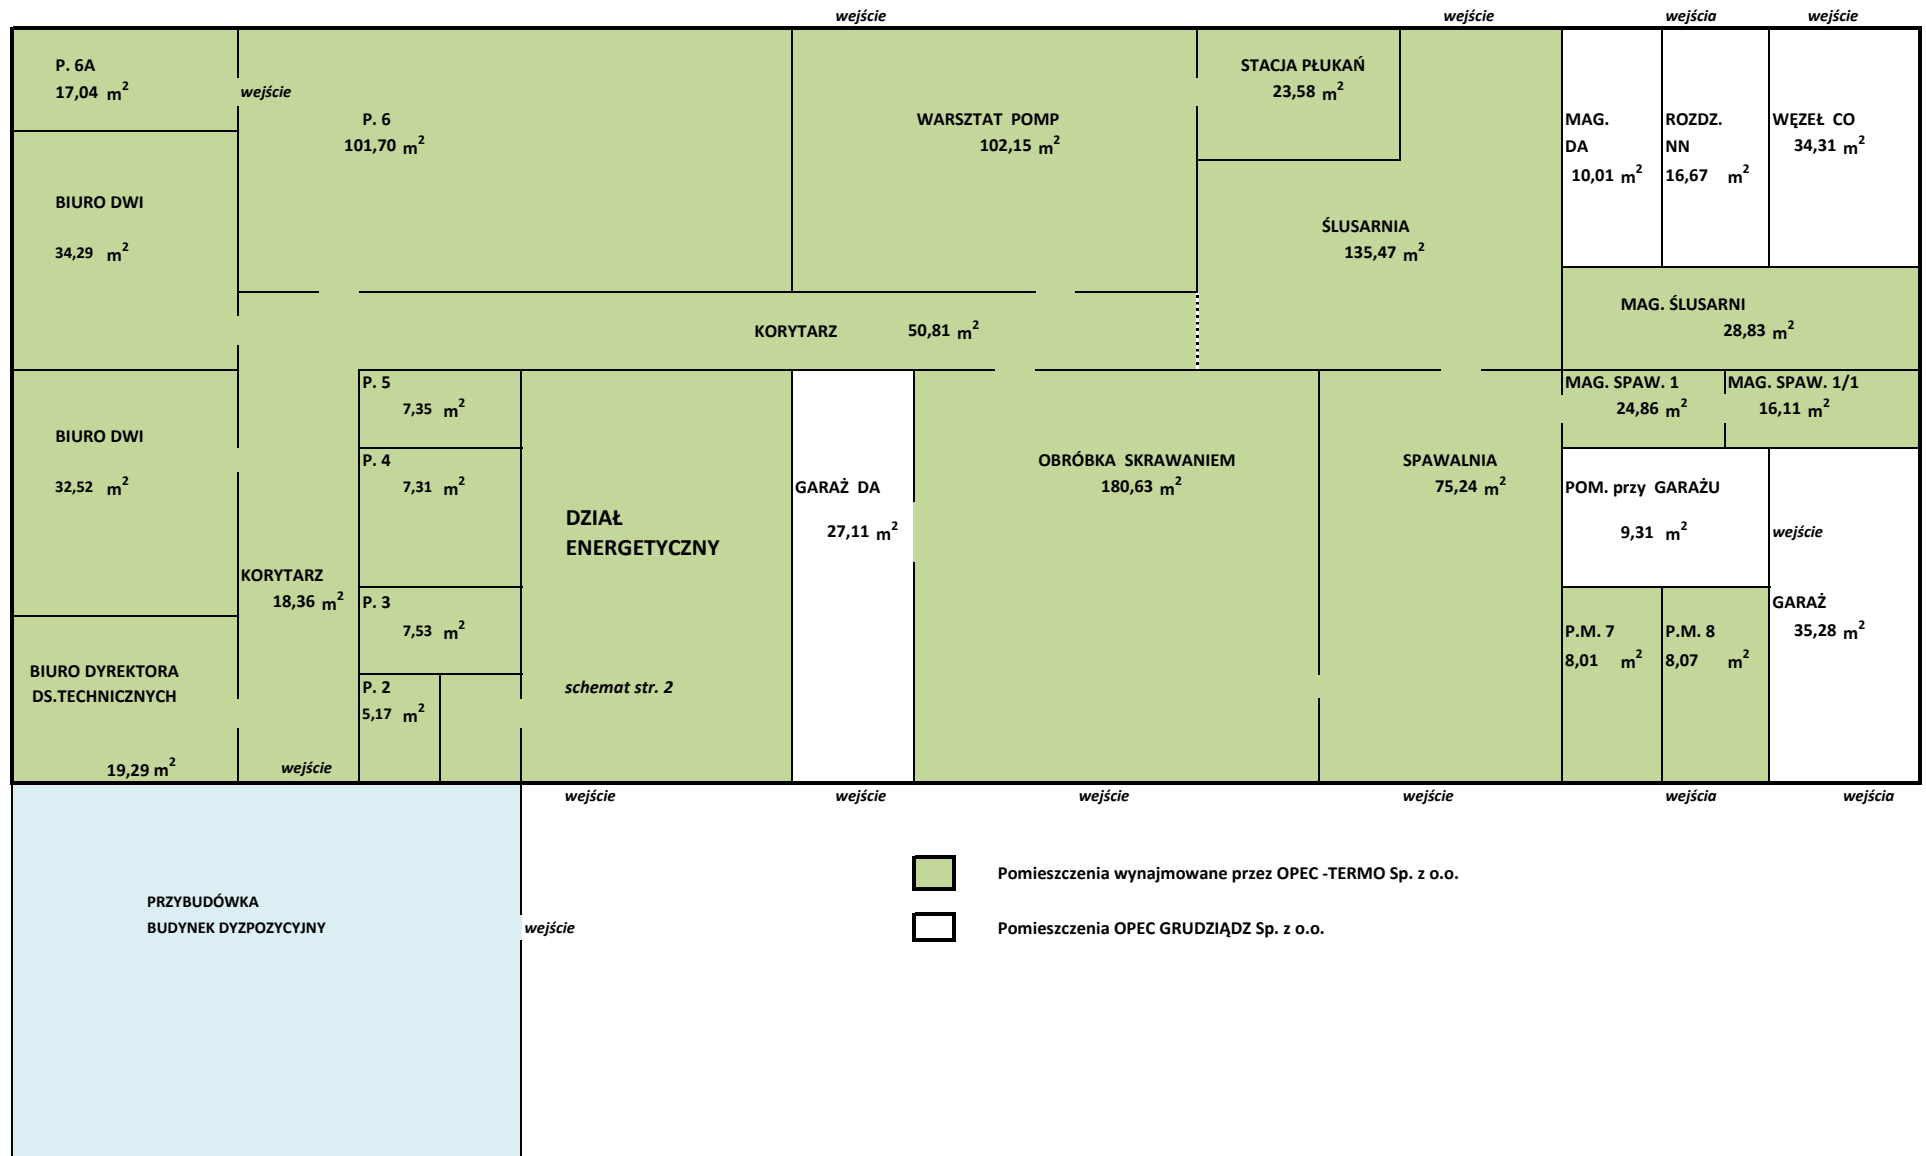 wejście wejście wejścia wejście
P. 6A
17,04 m²
wejście
P. 6
101,70 m²
WARSZTAT POMP
102,15 m²
STACJA PŁUKAŃ
23,58 m²
MAG.
DA
10,01 m²
ROZDZ.
NN
16,67 m²
WĘZEŁ CO
34,31 m²
BIURO DWI
34,29 m²
ŚLUSARNIA
135,47 m²
MAG. ŚLUSARNI
28,83 m²
KORYTARZ 50,81 m²
P. 5
7,35 m²
MAG. SPAW. 1
24,86 m²
MAG. SPAW. 1/1
16,11 m²
BIURO DWI
32,52 m²
P. 4
7,31 m²
DZIAŁ
ENERGETYCZNY
GARAŻ DA
27,11 m²
OBRÓBKA SKRAWANIEM
180,63 m²
SPAWALNIA
75,24 m²
POM. przy GARAŻU
9,31 m²
wejście
KORYTARZ
18,36 m²
P. 3
7,53 m²
GARAŻ
35,28 m²
P.M. 7
8,01 m²
P.M. 8
8,07 m²
BIURO DYREKTORA
DS.TECHNICZNYCH
19,29 m²
P. 2
5,17 m²
schemat str. 2
wejście
wejście wejście wejście wejście wejścia wejścia
Pomieszczenia wynajmowane przez OPEC -TERMO Sp. z o.o.
PRZYBUDÓWKA
BUDYNEK DYZPOZYCYJNY
wejście
Pomieszczenia OPEC GRUDZIĄDZ Sp. z o.o.